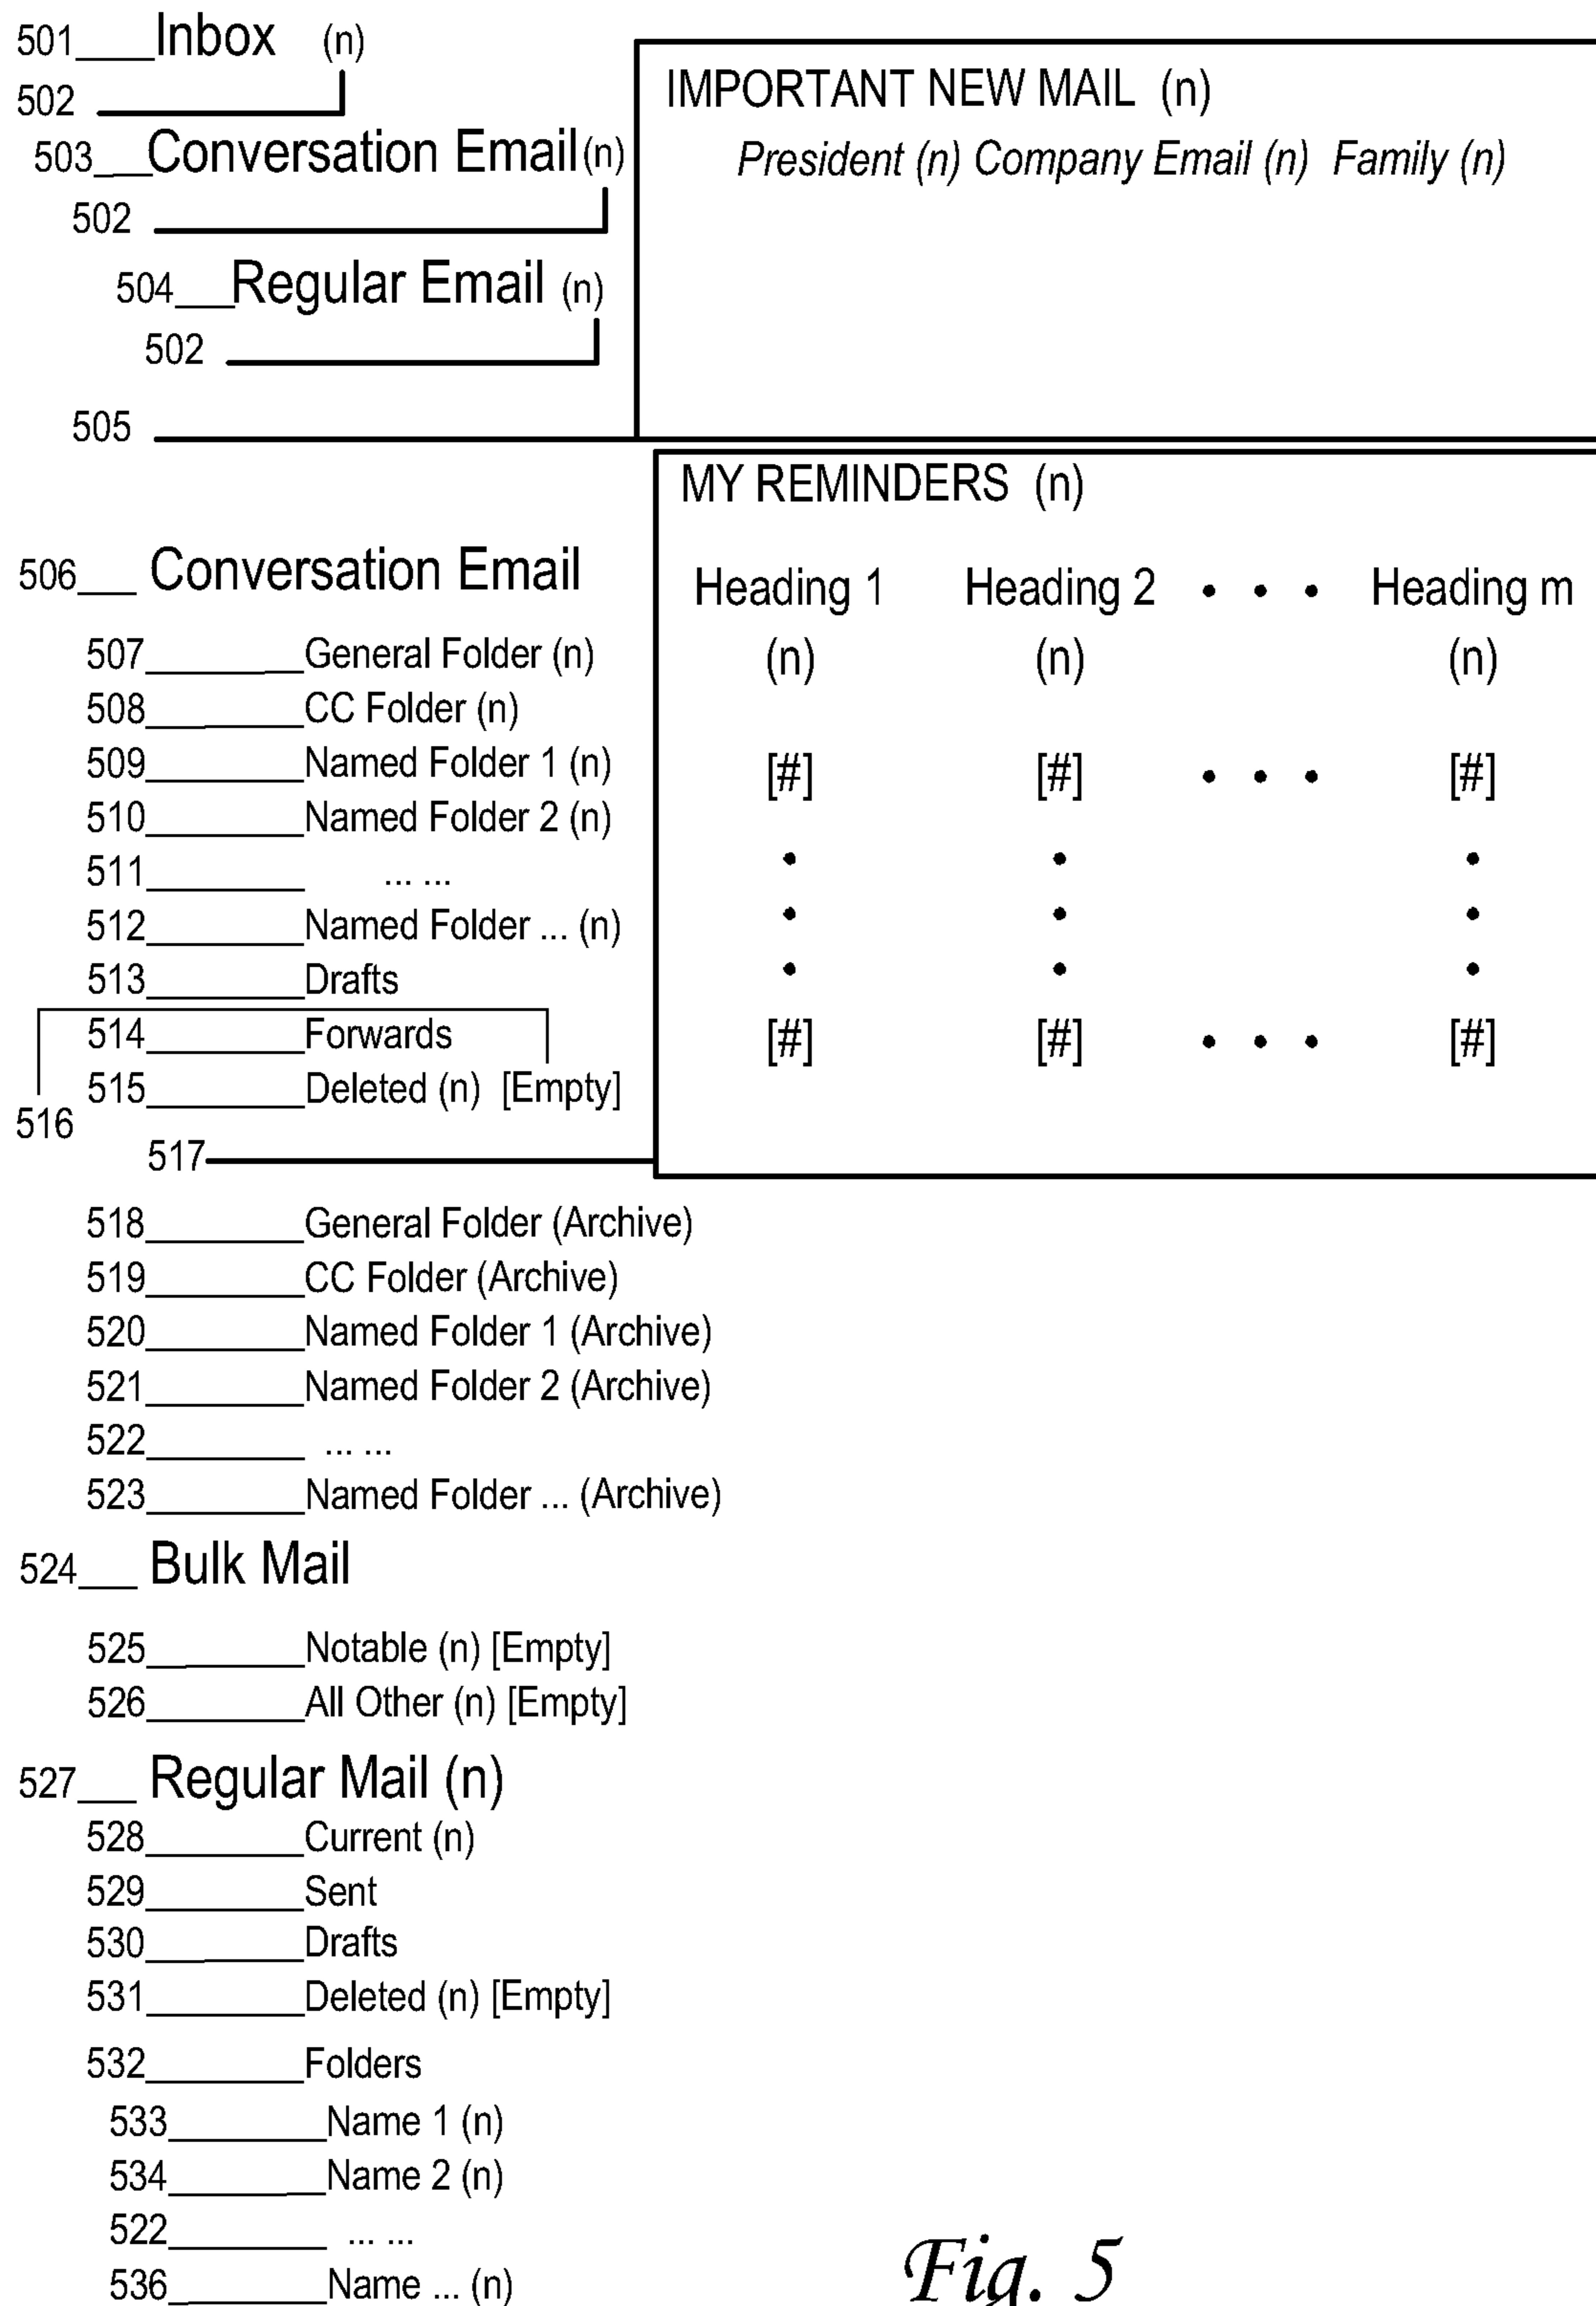 501 Inbox (n)
502
503 Conversation Email (n)
502
504 Regular Email (n)
502
505
IMPORTANT NEW MAIL (n)
President (n) Company Email (n) Family (n)
MY REMINDERS (n)
Heading 1 Heading 2 • • • Heading m
(n) (n) (n)
[#] [#] • • • [#]
• • •
• • •
• • •
[#] [#] • • • [#]
506 Conversation Email
507 General Folder (n)
508 CC Folder (n)
509 Named Folder 1 (n)
510 Named Folder 2 (n)
511 ... ...
512 Named Folder ... (n)
513 Drafts
514 Forwards
515 Deleted (n) [Empty]
516
517
518 General Folder (Archive)
519 CC Folder (Archive)
520 Named Folder 1 (Archive)
521 Named Folder 2 (Archive)
522 ... ...
523 Named Folder ... (Archive)
524 Bulk Mail
525 Notable (n) [Empty]
526 All Other (n) [Empty]
527 Regular Mail (n)
528 Current (n)
529 Sent
530 Drafts
531 Deleted (n) [Empty]
532 Folders
533 Name 1 (n)
534 Name 2 (n)
522 ... ...
536 Name ... (n)
Fig. 5